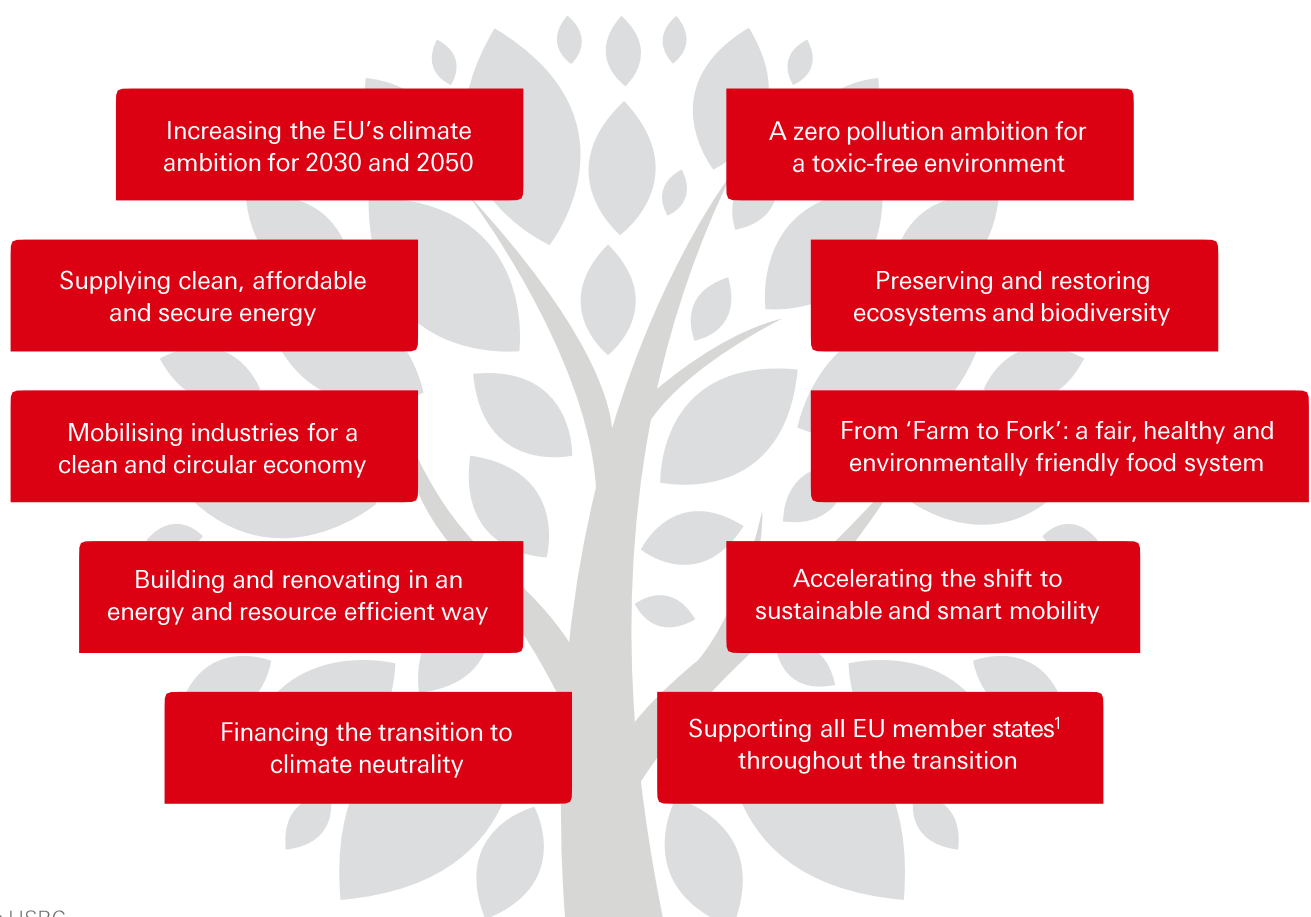 Increasing the EU's climate
ambition for 2030 and 2050
A zero pollution ambition for
a toxic-free environment
Supplying clean, affordable
and secure energy
Preserving and restoring
ecosystems and biodiversity
Mobilising industries for a
clean and circular economy
From ‘Farm to Fork’: a fair, healthy and
environmentally friendly food system
Building and renovating in an
energy and resource efficient way
Accelerating the shift to
sustainable and smart mobility
Financing the transition to
climate neutrality
Supporting all EU member states¹
throughout the transition
HSBC